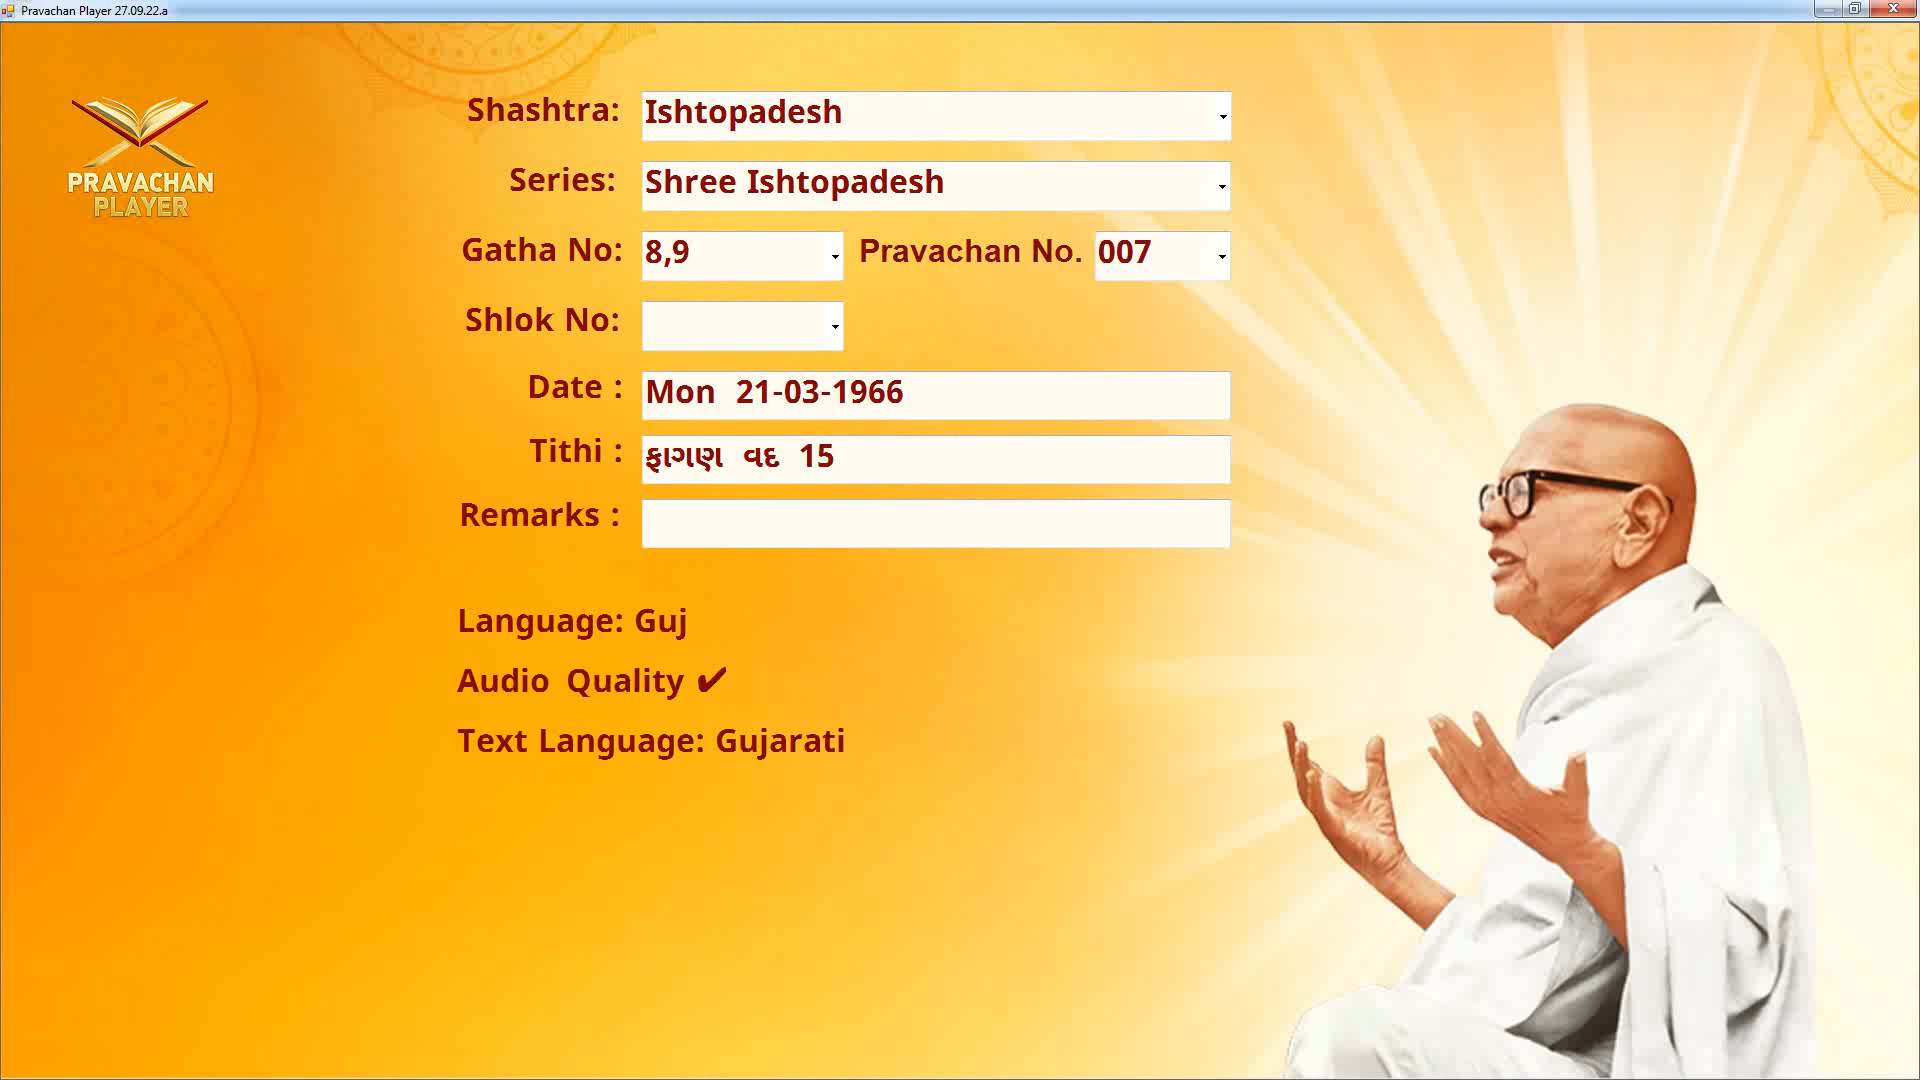 Pravachan Player 27.09.22.a
PRAVACHAN
PLAYER
Shashtra: Ishtopadesh
Series: Shree Ishtopadesh
Gatha No: 8,9 Pravachan No. 007
Shlok No:
Date : Mon 21-03-1966
Tithi : ફાગણ વદ 15
Remarks :
Language: Guj
Audio Quality ✔
Text Language: Gujarati